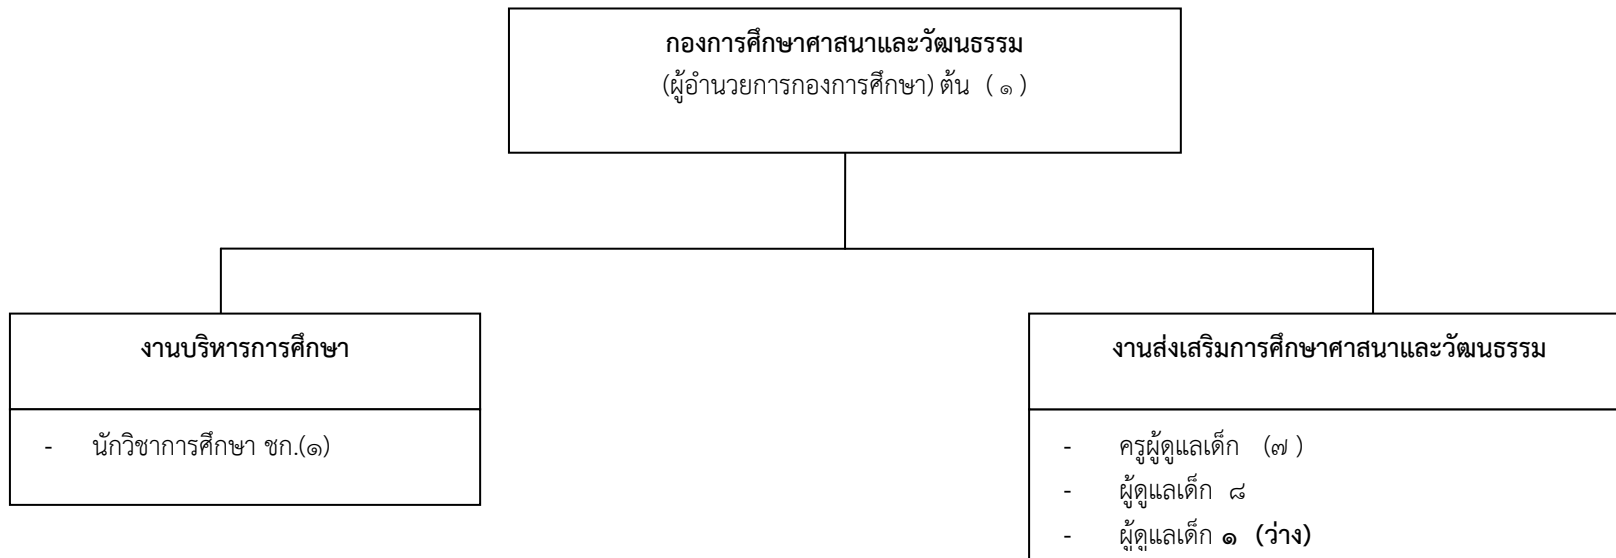 กองการศึกษาศาสนาและวัฒนธรรม
(ผู้อำนวยการกองการศึกษา) ต้น ( ๑ )
งานบริหารการศึกษา
- นักวิชาการศึกษา ชก.(๑)
งานส่งเสริมการศึกษาศาสนาและวัฒนธรรม
- ครูผู้ดูแลเด็ก (๗ )
- ผู้ดูแลเด็ก ๘
- ผู้ดูแลเด็ก ๑ (ว่าง)